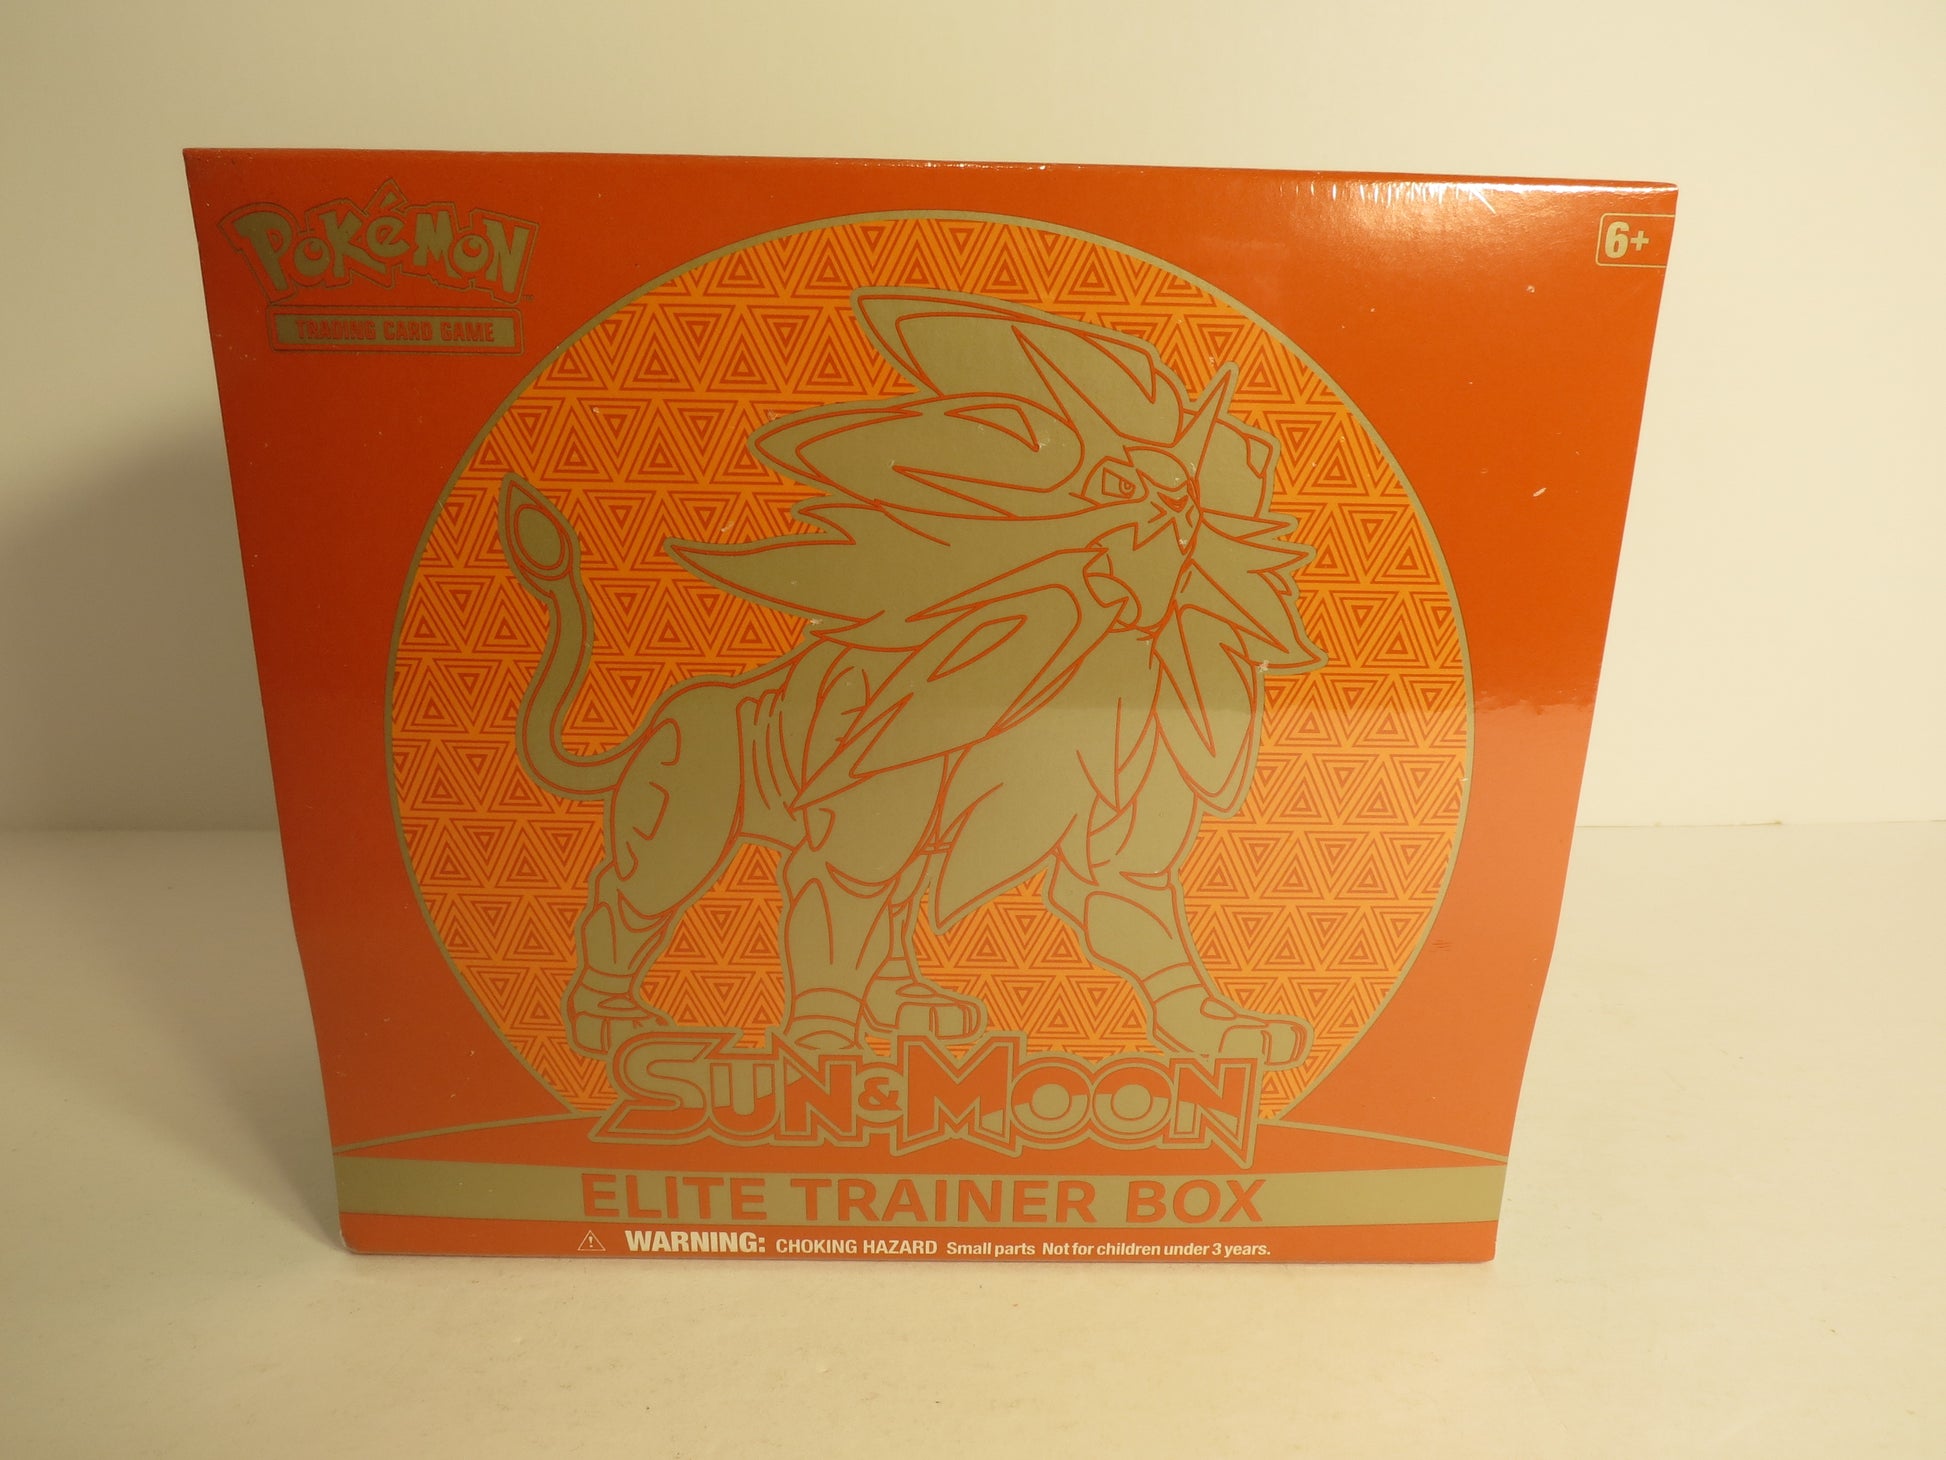 POKéMON
TRADING CARD GAME
6+
SUN & MOON
ELITE TRAINER BOX
WARNING: CHOKING HAZARD Small parts Not for children under 3 years.